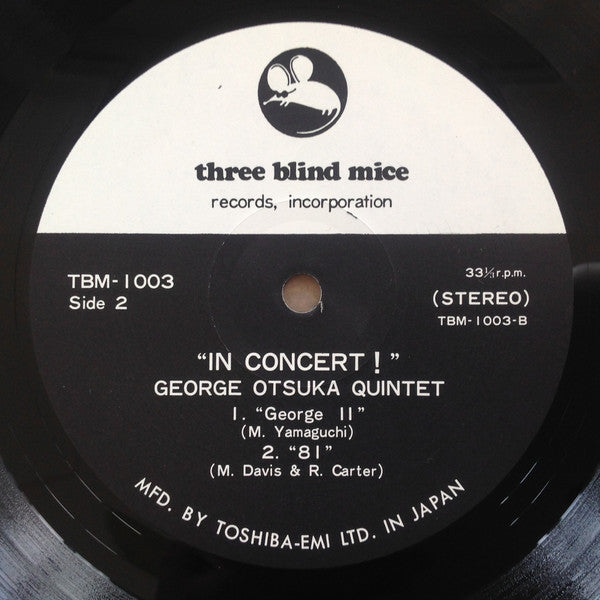 three blind mice
records, incorporation
TBM-1003
Side 2
33⅓r.p.m.
(STEREO)
TBM-1003-B
"IN CONCERT!"
GEORGE OTSUKA QUINTET
1. "George II"
(M. Yamaguchi)
2. "81"
(M. Davis & R. Carter)
MFD. BY TOSHIBA-EMI LTD. IN JAPAN